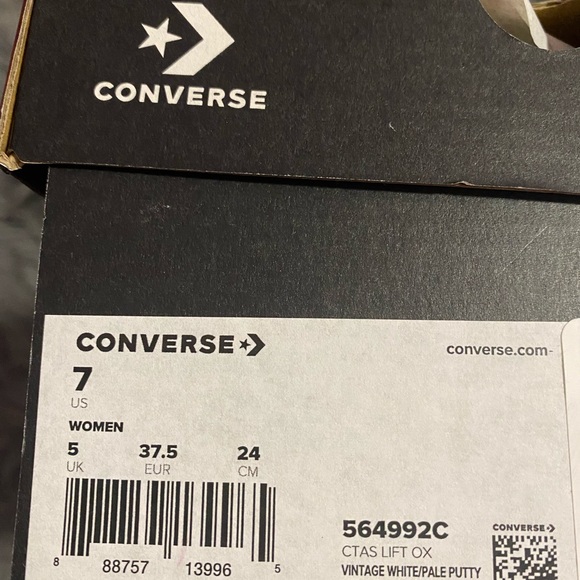 CONVERSE
CONVERSE
converse.com-
7
US
WOMEN
5 37.5 24
UK EUR CM
564992C
CONVERSE
CTAS LIFT OX
8 88757 13996 5
VINTAGE WHITE/PALE PUTTY